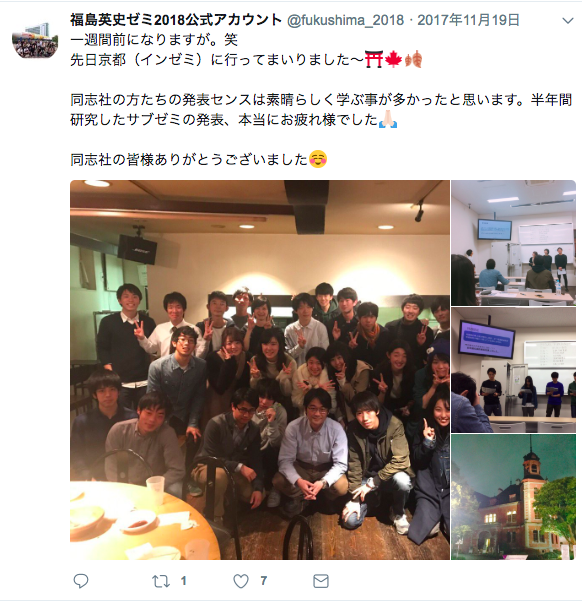 福島英史ゼミ2018公式アカウント @fukushima_2018・2017年11月19日
一週間前になりますが。笑
先日京都（インゼミ）に行ってまいりました〜⛩🍁🍂
同志社の方たちの発表センスは素晴らしく学ぶ事が多かったと思います。半年間
研究したサブゼミの発表、本当にお疲れ様でした🙏🏻
同志社の皆様ありがとうございました☺️
1
7